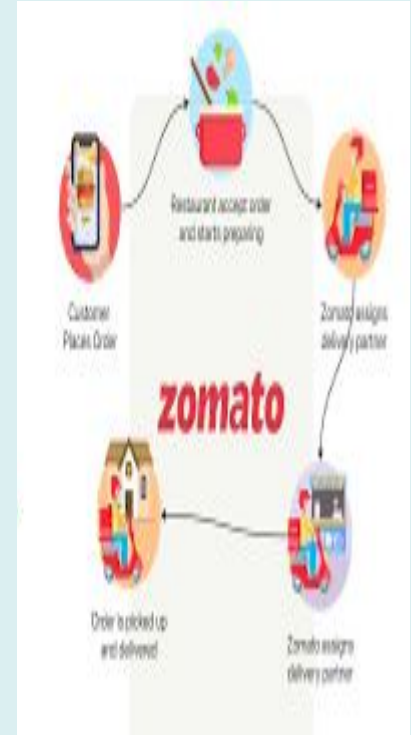 Restaurant accept order
and starts preparing
Customer
Places Order
Zomato assigns
delivery partner
zomato
Order is picked up
and delivered
Zomato assigns
delivery partner